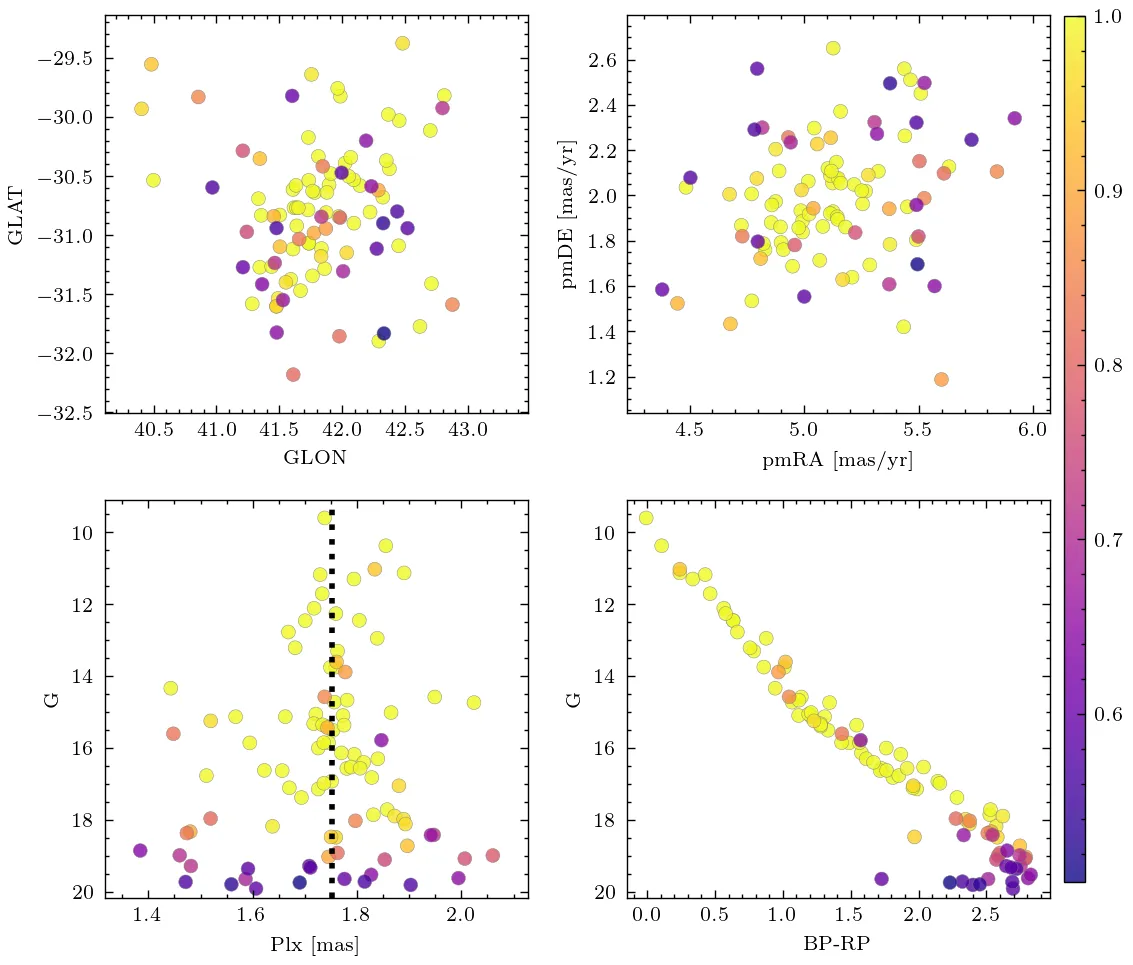 −29.5
−30.0
−30.5
−31.0
−31.5
−32.0
−32.5
GLAT
40.5 41.0 41.5 42.0 42.5 43.0
GLON
2.6
2.4
2.2
2.0
1.8
1.6
1.4
1.2
pmDE [mas/yr]
4.5 5.0 5.5 6.0
pmRA [mas/yr]
1.0
0.9
0.8
0.7
0.6
10
12
14
16
18
20
G
1.4 1.6 1.8 2.0
Plx [mas]
10
12
14
16
18
20
G
0.0 0.5 1.0 1.5 2.0 2.5
BP-RP